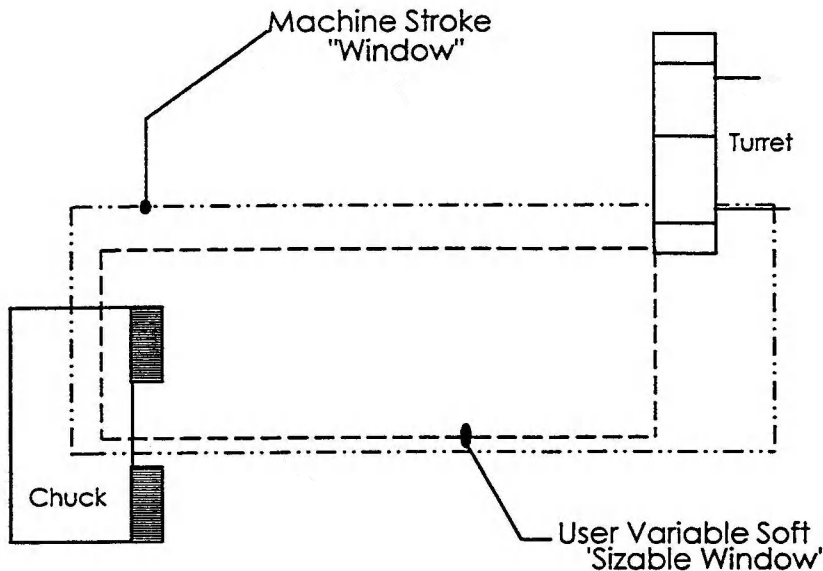 Machine Stroke
"Window"
Turret
Chuck
User Variable Soft
'Sizable Window'